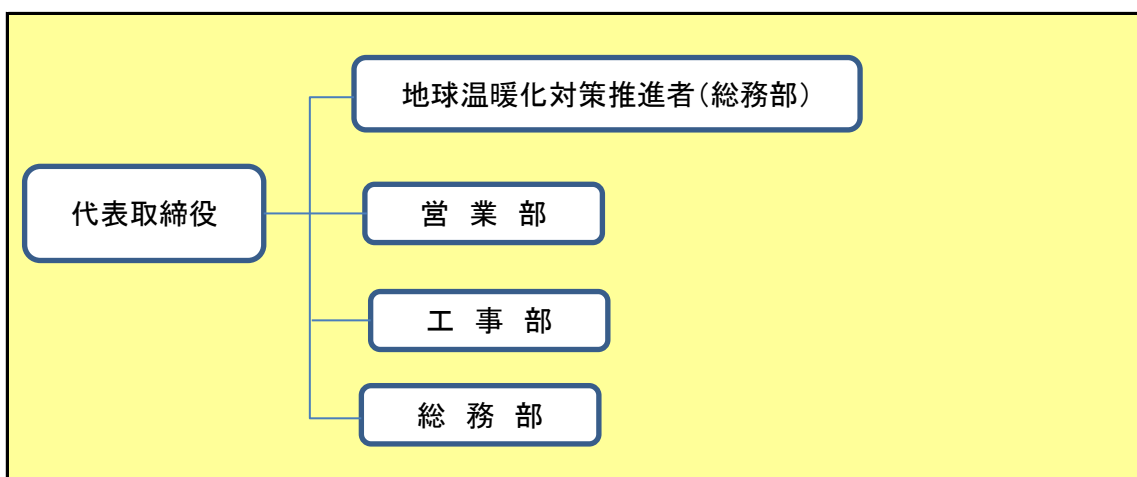 地球温暖化対策推進者(総務部)
代表取締役
営 業 部
工 事 部
総 務 部